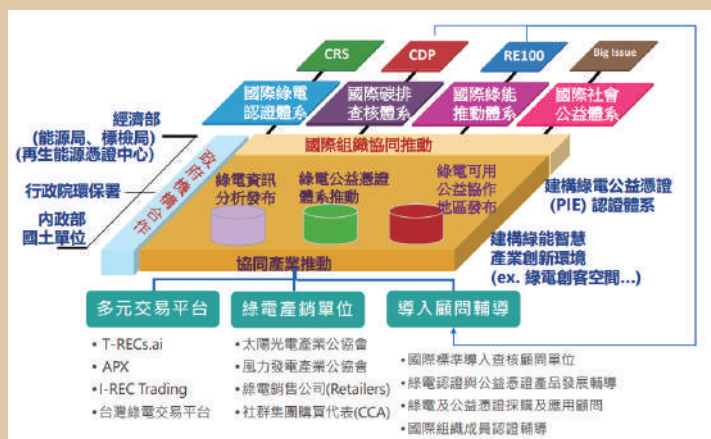 CRS
CDP
RE100
Big Issue
國際綠電
認證體系
國際碳排
查核體系
國際綠能
推動體系
國際社會
公益體系
經濟部
(能源局、標檢局)
(再生能源憑證中心)
行政院環保署
內政部
國土單位
政府機構合作
國際組織協同推動
綠電資訊
分析發布
綠電公益憑證
體系推動
綠電可用
公益協作
地區發布
協同產業推動
建構綠電公益憑證
(PIE) 認證體系
建構綠能智慧
產業創新環境
(ex. 綠電創客空間...)
多元交易平台
• T-RECs.ai
• APX
• I-REC Trading
• 台灣綠電交易平台
綠電產銷單位
• 太陽光電產業公協會
• 風力發電產業公協會
• 綠電銷售公司(Retailers)
• 社群集團購買代表(CCA)
導入顧問輔導
• 國際標準導入查核顧問單位
• 綠電認證與公益憑證產品發展輔導
• 綠電及公益憑證採購及應用顧問
• 國際組織成員認證輔導